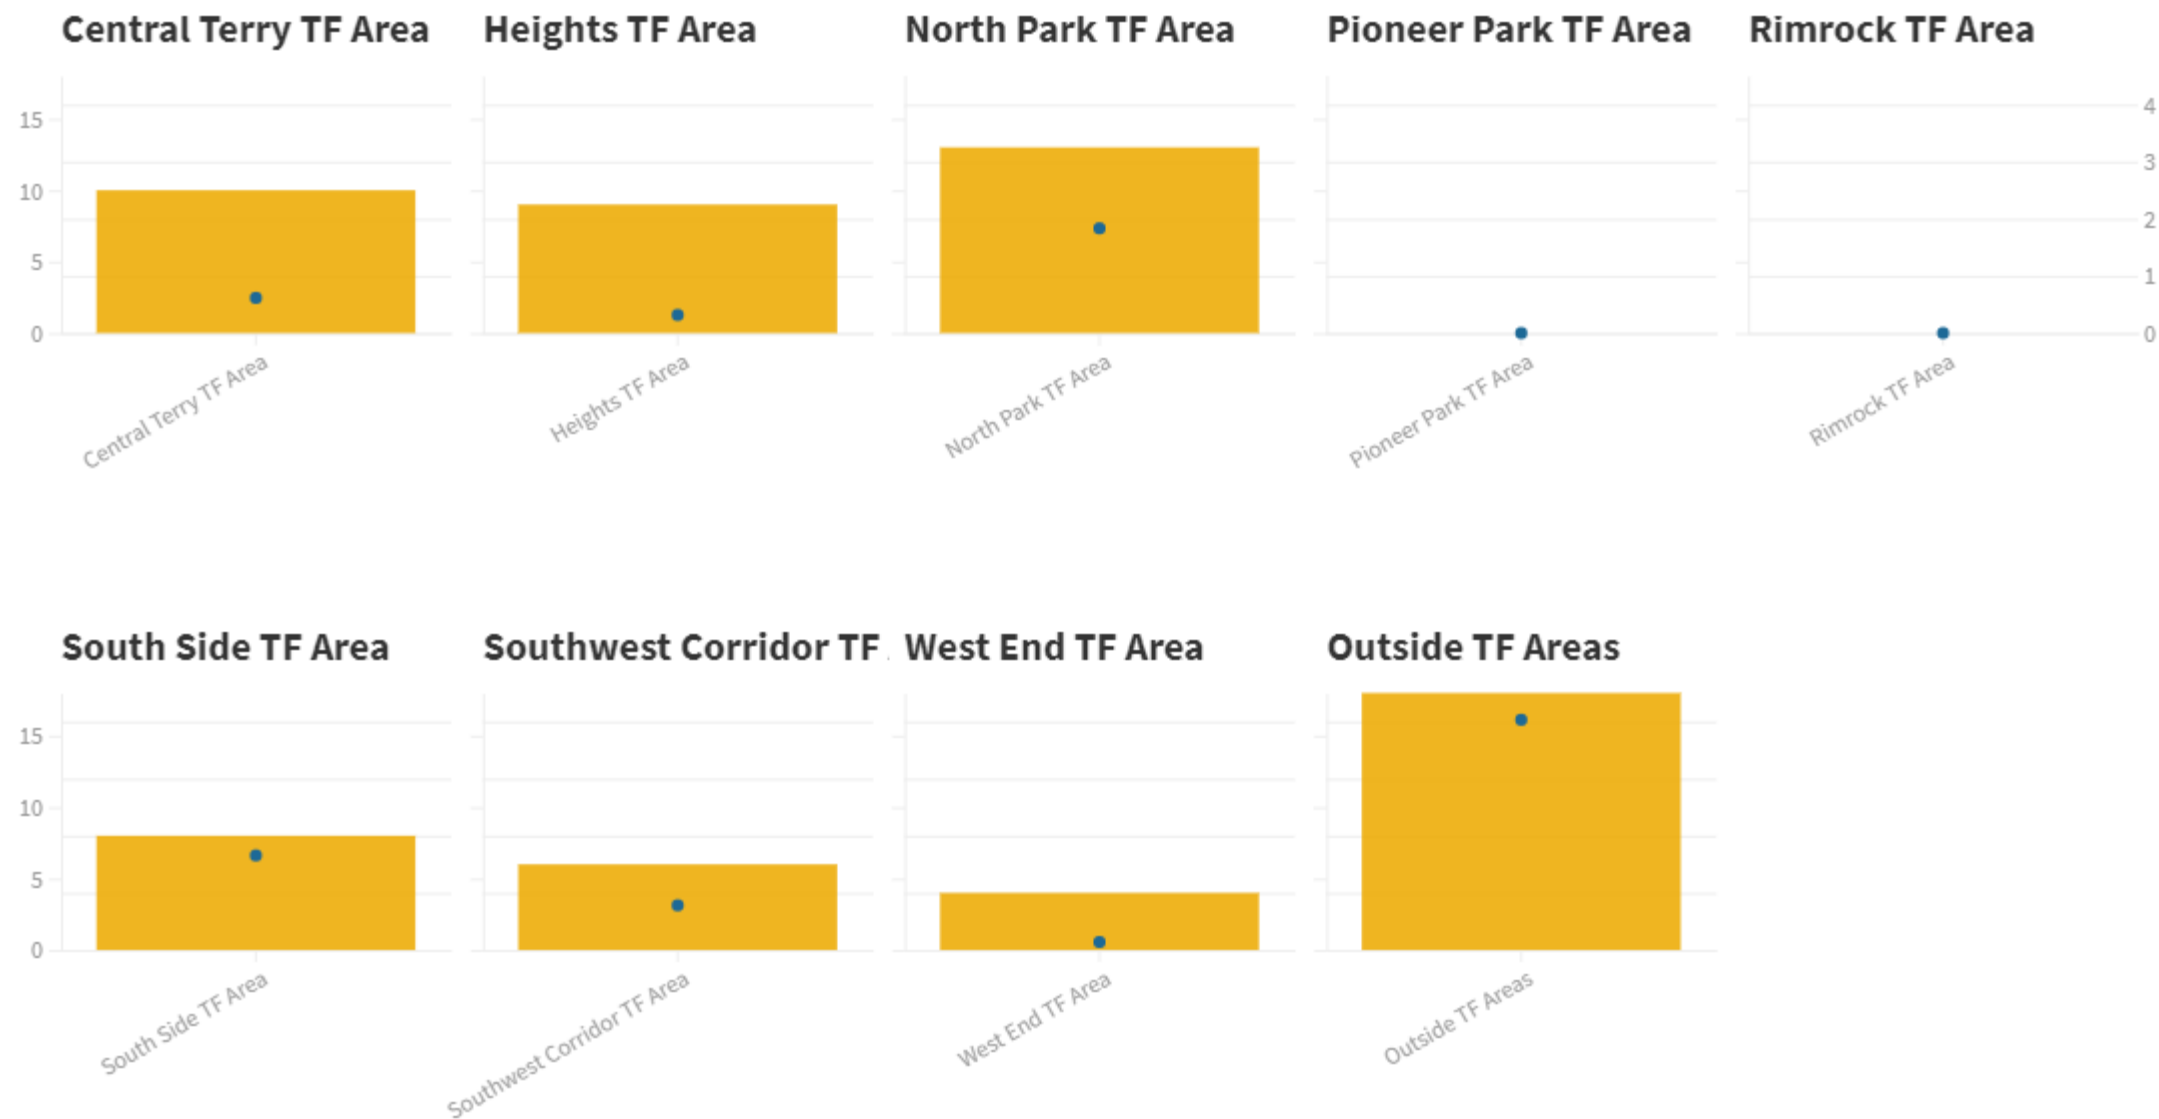 Central Terry TF Area
Heights TF Area
North Park TF Area
Pioneer Park TF Area
Rimrock TF Area
15
10
5
0
4
3
2
1
0
Central Terry TF Area
Heights TF Area
North Park TF Area
Pioneer Park TF Area
Rimrock TF Area
South Side TF Area
Southwest Corridor TF
West End TF Area
Outside TF Areas
15
10
5
0
South Side TF Area
Southwest Corridor TF Area
West End TF Area
Outside TF Areas